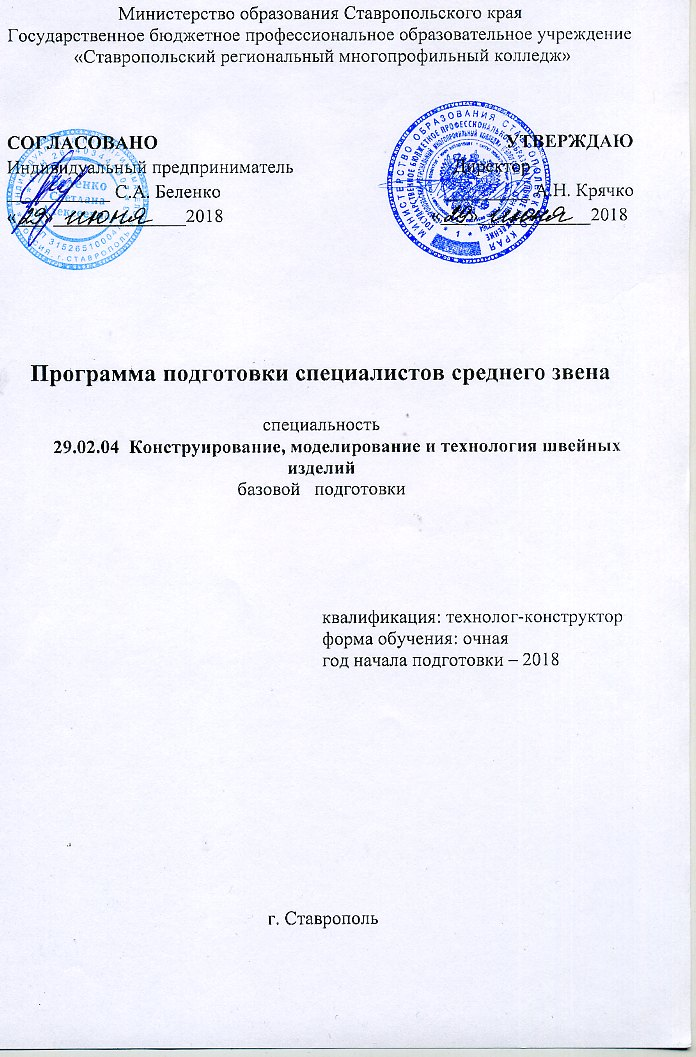 Министерство образования Ставропольского края
Государственное бюджетное профессиональное образовательное учреждение
«Ставропольский региональный многопрофильный колледж»
СОГЛАСОВАНО УТВЕРЖДАЮ
Индивидуальный предприниматель Директор
С.А. Беленко А.Н. Крячко
«29» июня 2018 «29» июня 2018
Программа подготовки специалистов среднего звена
специальность
29.02.04 Конструирование, моделирование и технология швейных
изделий
базовой подготовки
квалификация: технолог-конструктор
форма обучения: очная
год начала подготовки – 2018
г. Ставрополь